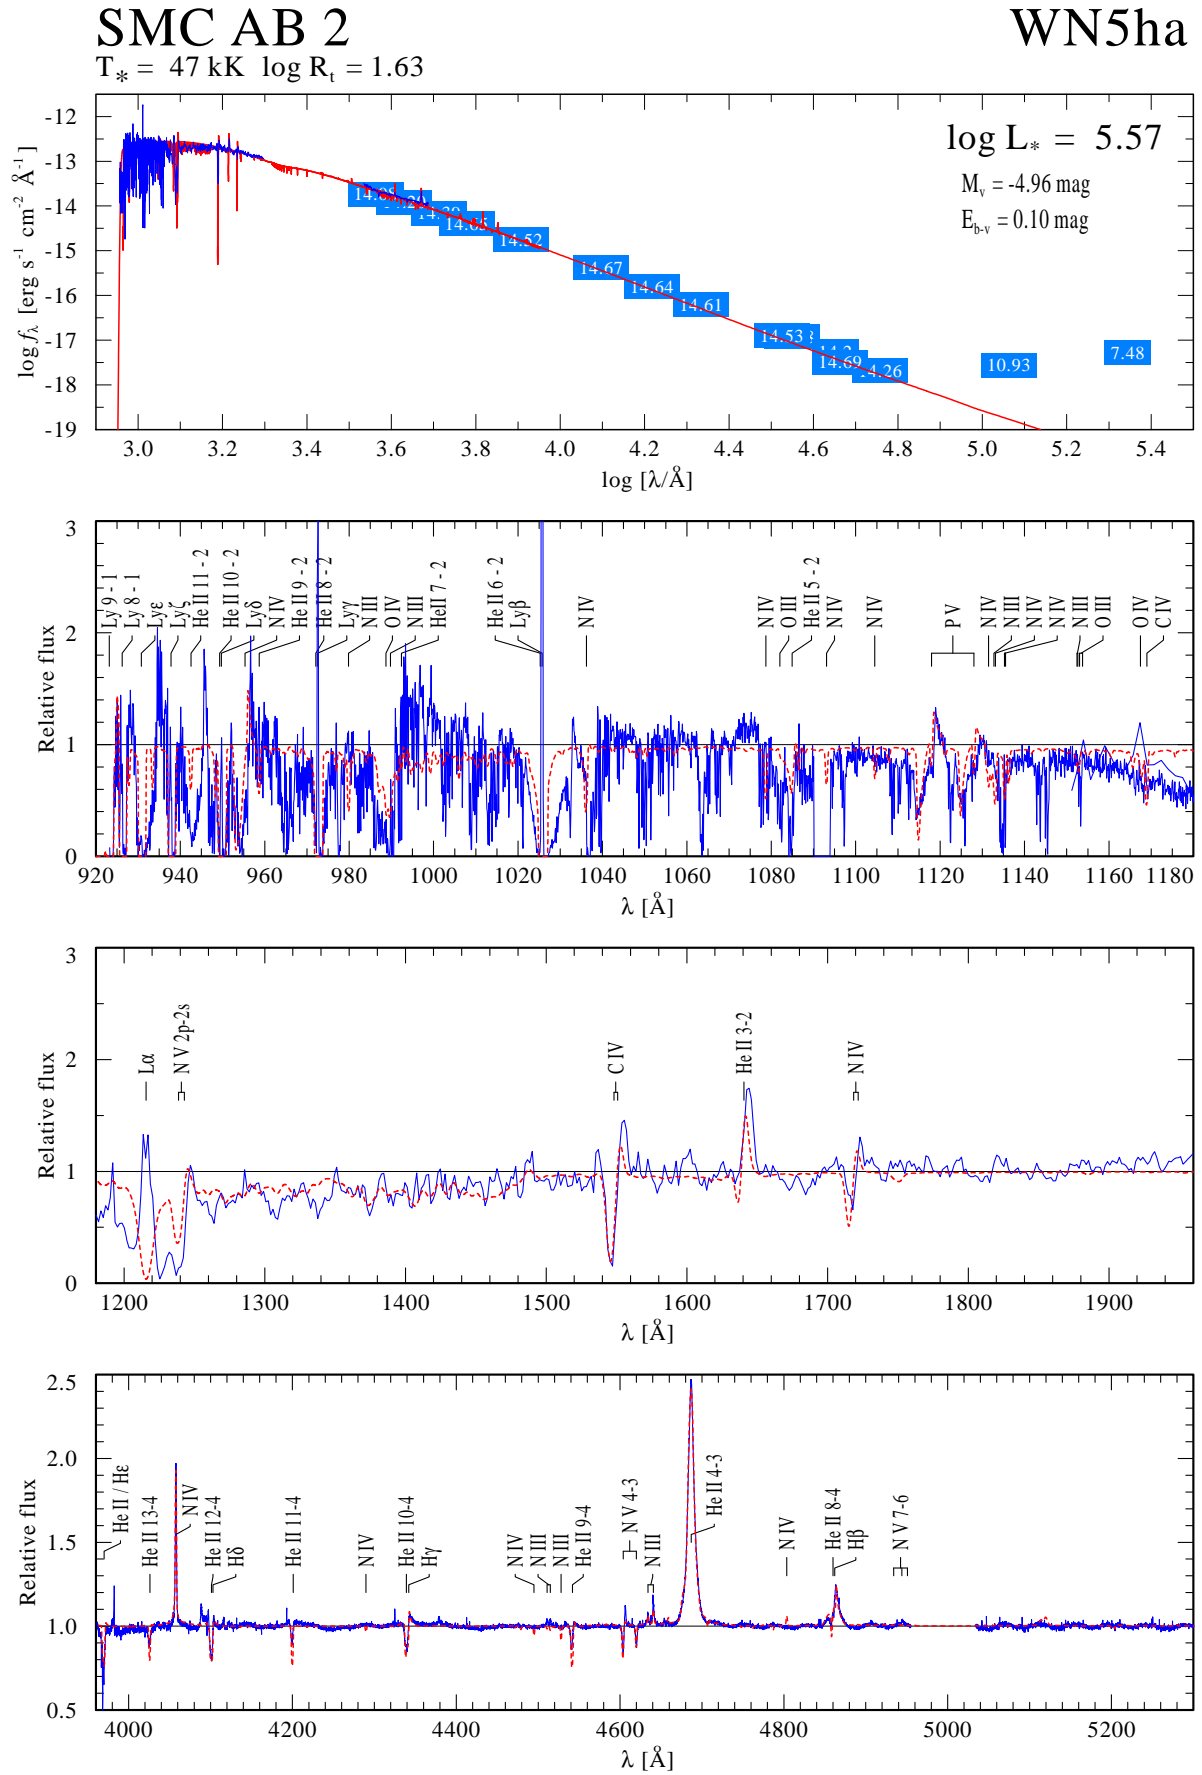 SMC AB 2 WN5ha
T* = 47 kK log Rt = 1.63
log L* = 5.57
Mv = -4.96 mag
Eb-v = 0.10 mag
-12
-13
-14
-15
-16
-17
-18
-19
log fλ [erg s-1 cm-2 Å-1]
14.52
14.67
14.64
14.61
14.53
14.69
14.26
10.93
7.48
3.0 3.2 3.4 3.6 3.8 4.0 4.2 4.4 4.6 4.8 5.0 5.2 5.4
log [λ/Å]
3
2
1
0
Relative flux
Ly 9 - 1
Ly 8 - 1
Lyε
Lyζ
He II 11 - 2
He II 10 - 2
Lyδ
N IV
He II 9 - 2
He II 8 - 2
Lyγ
N III
O IV
N III
HeII 7 - 2
He II 6 - 2
Lyβ
N IV
N IV
O III
He II 5 - 2
N IV
N IV
P V
N IV
N III
N IV
N IV
N III
O III
O IV
C IV
920 940 960 980 1000 1020 1040 1060 1080 1100 1120 1140 1160 1180
λ [Å]
3
2
1
0
Relative flux
Lα
N V 2p-2s
C IV
He II 3-2
N IV
1200 1300 1400 1500 1600 1700 1800 1900
λ [Å]
2.5
2.0
1.5
1.0
0.5
Relative flux
He II / Hε
He II 13-4
N IV
He II 12-4
Hδ
He II 11-4
N IV
He II 10-4
Hγ
N IV
N III
N III
He II 9-4
N V 4-3
N III
He II 4-3
N IV
He II 8-4
Hβ
N V 7-6
4000 4200 4400 4600 4800 5000 5200
λ [Å]